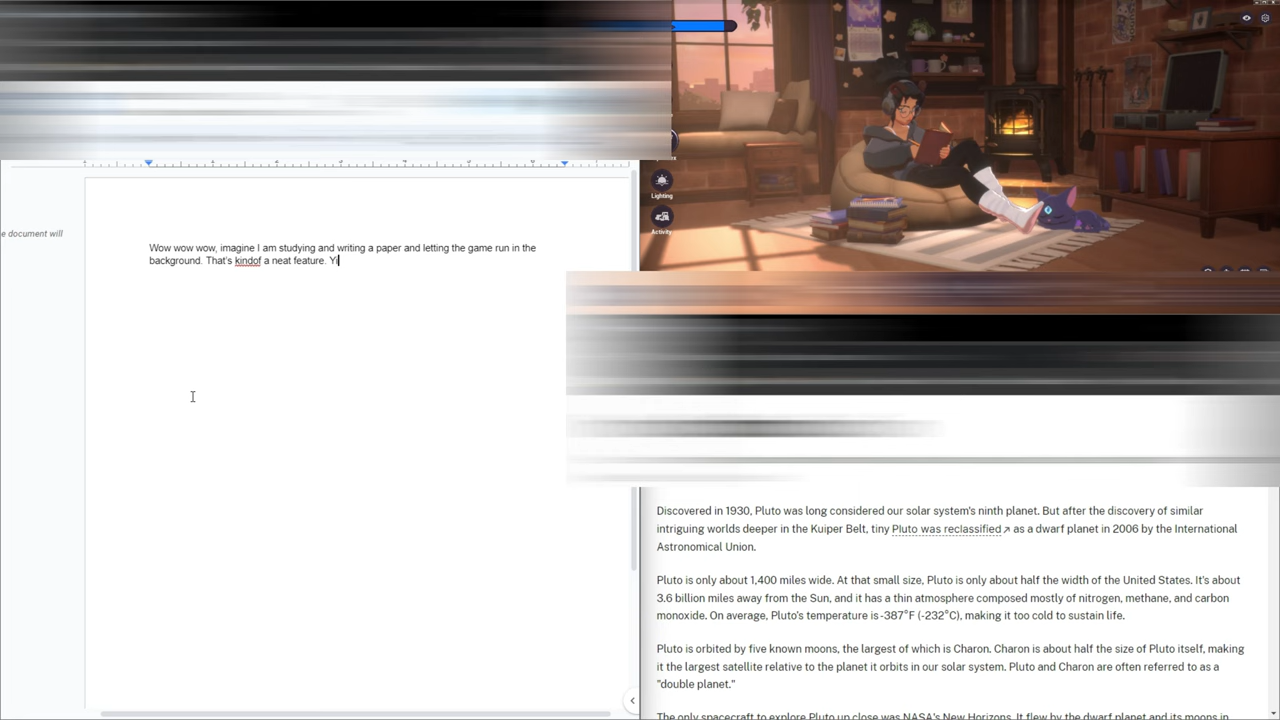 e document will
Wow wow wow, imagine I am studying and writing a paper and letting the game run in the
background. That's kindof a neat feature. Yi
Lighting
Activity
Discovered in 1930, Pluto was long considered our solar system's ninth planet. But after the discovery of similar
intriguing worlds deeper in the Kuiper Belt, tiny Pluto was reclassified as a dwarf planet in 2006 by the International
Astronomical Union.
Pluto is only about 1,400 miles wide. At that small size, Pluto is only about half the width of the United States. It's about
3.6 billion miles away from the Sun, and it has a thin atmosphere composed mostly of nitrogen, methane, and carbon
monoxide. On average, Pluto's temperature is -387°F (-232°C), making it too cold to sustain life.
Pluto is orbited by five known moons, the largest of which is Charon. Charon is about half the size of Pluto itself, making
it the largest satellite relative to the planet it orbits in our solar system. Pluto and Charon are often referred to as a
"double planet."
The only spacecraft to explore Pluto up close was NASA's New Horizons. It flew by the dwarf planet and its moons in